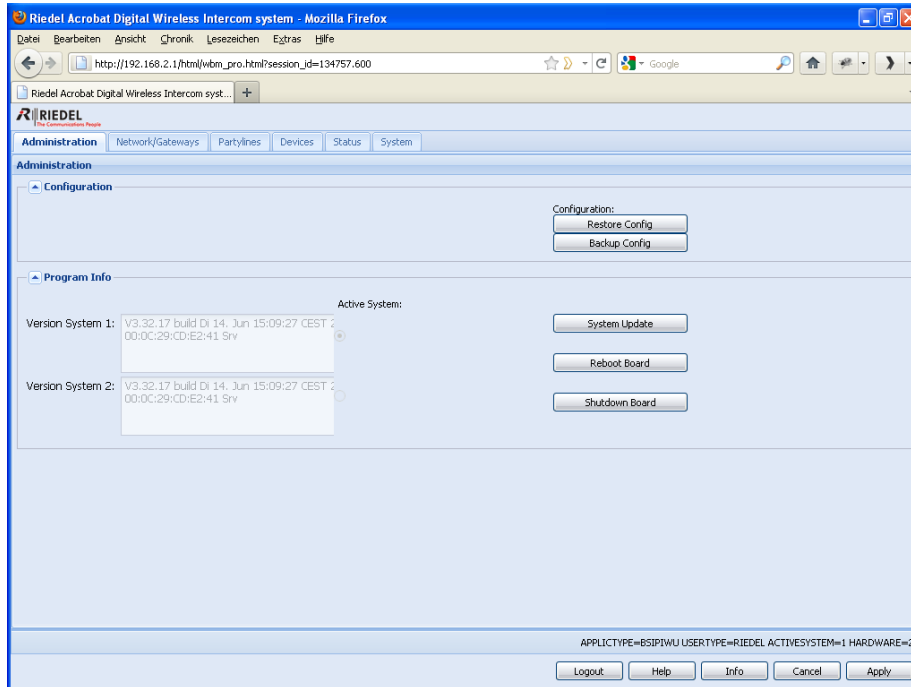 Riedel Acrobat Digital Wireless Intercom system - Mozilla Firefox
Datei Bearbeiten Ansicht Chronik Lesezeichen Extras Hilfe
http://192.168.2.1/html/wbm_pro.html?session_id=134757.600
Google
Riedel Acrobat Digital Wireless Intercom syst...
RIEDEL
The Communications People
Administration Network/Gateways Partylines Devices Status System
Administration
Configuration
Configuration:
Restore Config
Backup Config
Program Info
Active System:
Version System 1: V3.32.17 build Di 14. Jun 15:09:27 CEST 2
00:0C:29:CD:E2:41 Srv
System Update
Reboot Board
Version System 2: V3.32.17 build Di 14. Jun 15:09:27 CEST 2
00:0C:29:CD:E2:41 Srv
Shutdown Board
APPLICTYPE=BSIPIWU USERTYPE=RIEDEL ACTIVESYSTEM=1 HARDWARE=2
Logout Help Info Cancel Apply